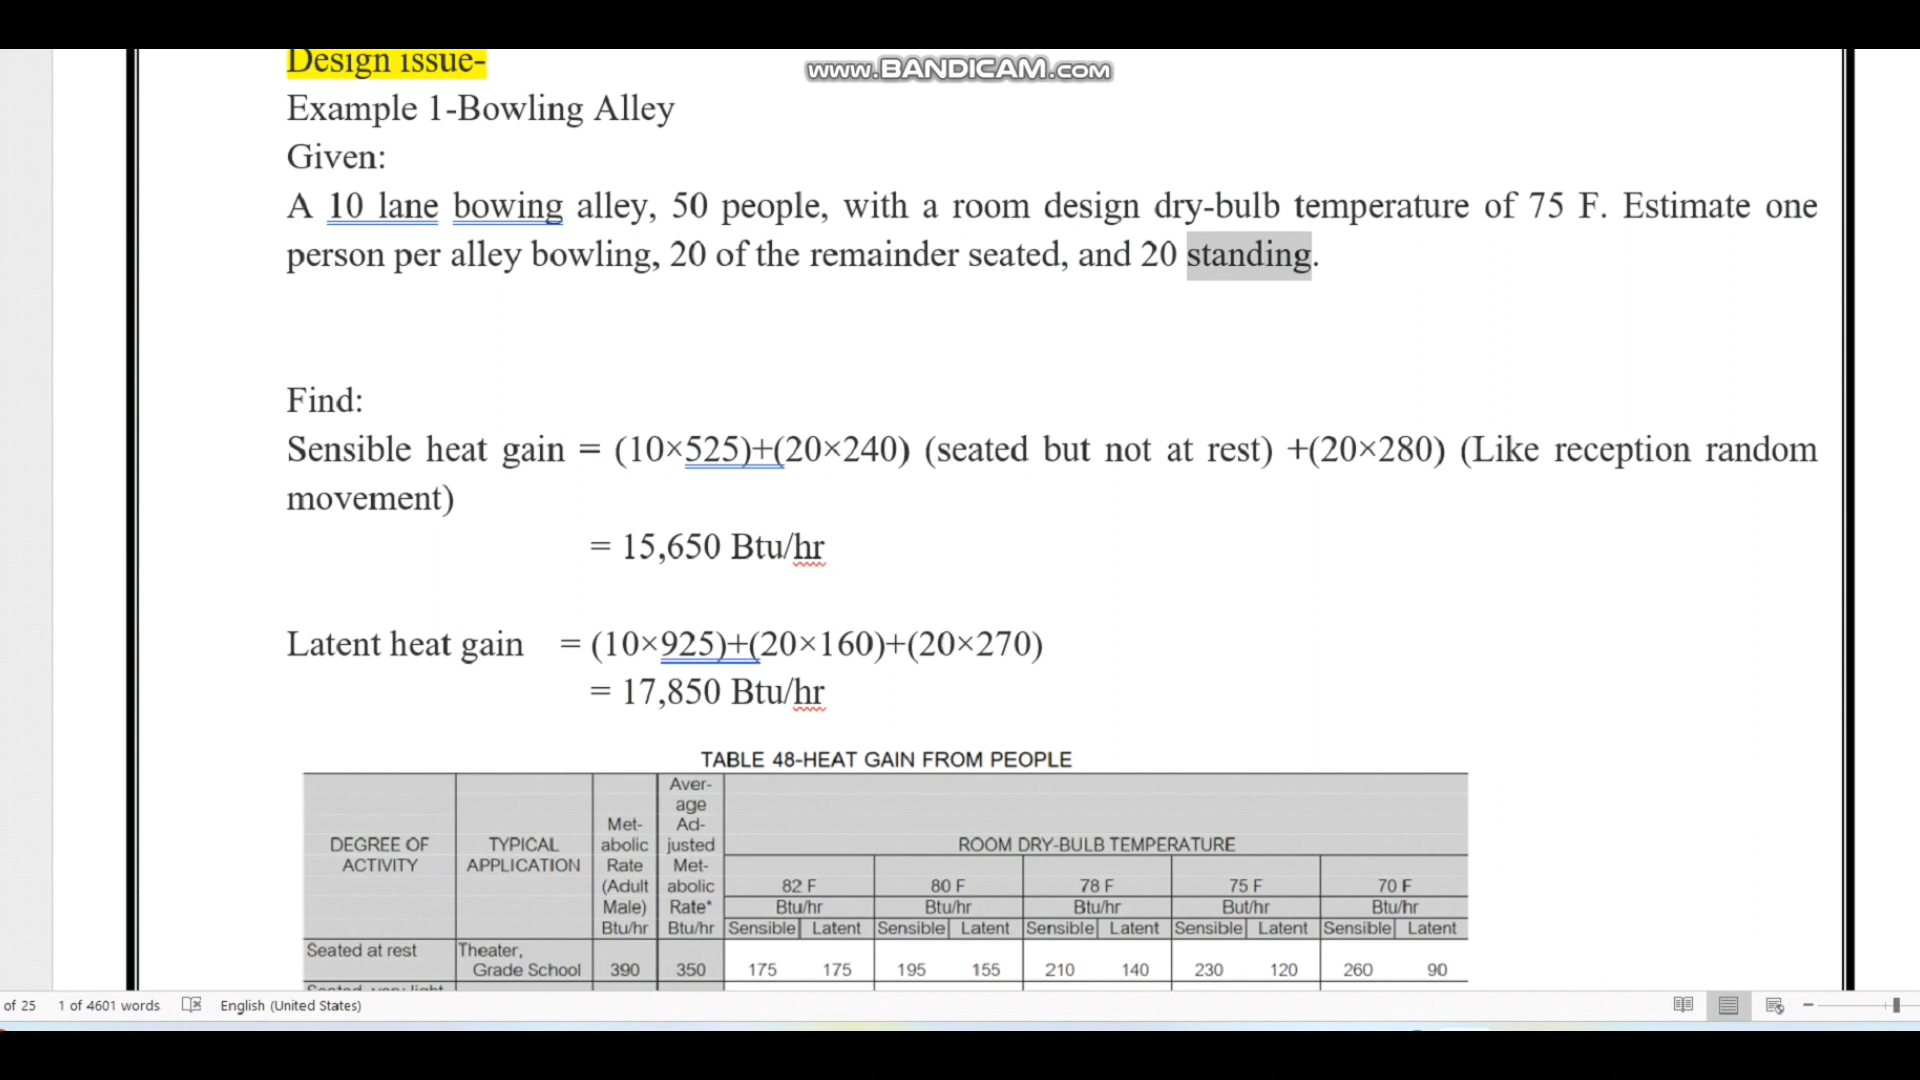 Design issue-
www.BANDICAM.com
Example 1-Bowling Alley
Given:
A 10 lane bowing alley, 50 people, with a room design dry-bulb temperature of 75 F. Estimate one
person per alley bowling, 20 of the remainder seated, and 20 standing.
Find:
Sensible heat gain = (10×525)+(20×240) (seated but not at rest) +(20×280) (Like reception random
movement)
= 15,650 Btu/hr
Latent heat gain = (10×925)+(20×160)+(20×270)
= 17,850 Btu/hr
TABLE 48-HEAT GAIN FROM PEOPLE
DEGREE OF
ACTIVITY
TYPICAL
APPLICATION
Met-
abolic
Rate
(Adult
Male)
Btu/hr
Aver-
age
Ad-
justed
Met-
abolic
Rate*
Btu/hr
ROOM DRY-BULB TEMPERATURE
82 F 80 F 78 F 75 F 70 F
Btu/hr Btu/hr Btu/hr But/hr Btu/hr
Sensible Latent Sensible Latent Sensible Latent Sensible Latent Sensible Latent
Seated at rest Theater,
Grade School 390 350 175 175 195 155 210 140 230 120 260 90
Seated, very light
of 25 1 of 4601 words English (United States)